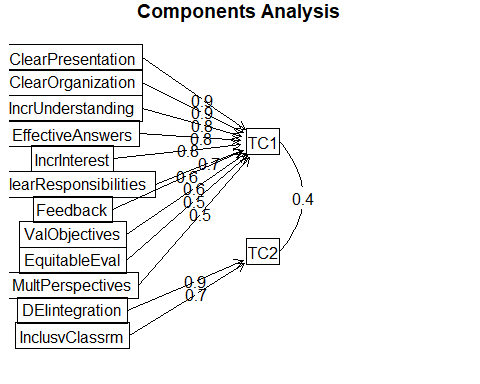 Components Analysis
ClearPresentation
ClearOrganization
IncrUnderstanding
EffectiveAnswers
IncrInterest
learResponsibilities
Feedback
ValObjectives
EquitableEval
MultPerspectives
DEIintegration
InclusvClassrm
0.9
0.9
0.8
0.8
0.8
0.7
0.6
0.6
0.5
0.5
0.9
0.7
TC1
TC2
0.4